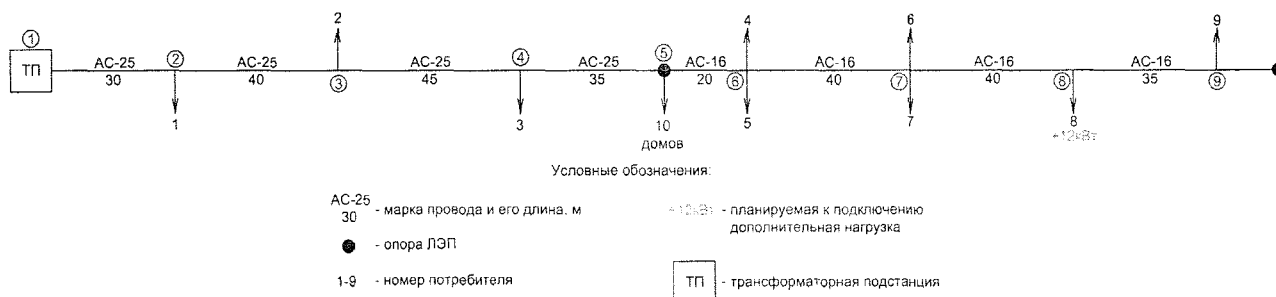 2 4 6 9
① ТП
АС-25 30
② АС-25 40
③ АС-25 45
④ АС-25 35
⑤ АС-16 20
⑥ АС-16 40
⑦ АС-16 40
⑧ АС-16 35
⑨
1 3 10 5 7 8
домов
+12кВт
Условные обозначения:
АС-25
30 - марка провода и его длина, м
- опора ЛЭП
1-9 - номер потребителя
+12кВт - планируемая к подключению
дополнительная нагрузка
ТП - трансформаторная подстанция